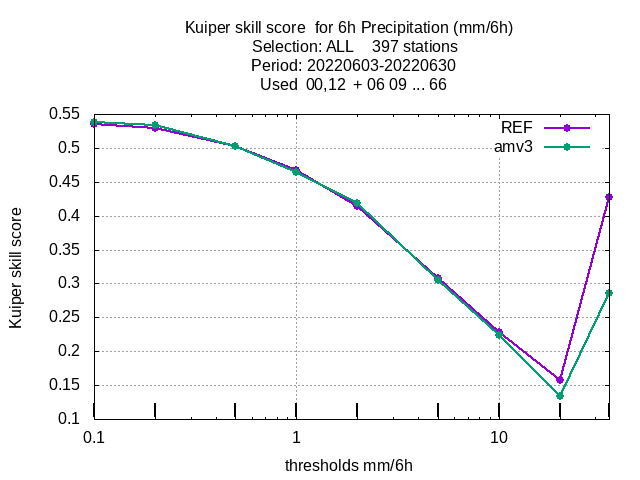 Kuiper skill score  for 6h Precipitation (mm/6h)
Selection: ALL    397 stations
Period: 20220603-20220630
Used  00,12  + 06 09 ... 66
REF
amv3
0.55
0.5
0.45
0.4
0.35
0.3
0.25
0.2
0.15
0.1
Kuiper skill score
0.1 1 10
thresholds mm/6h